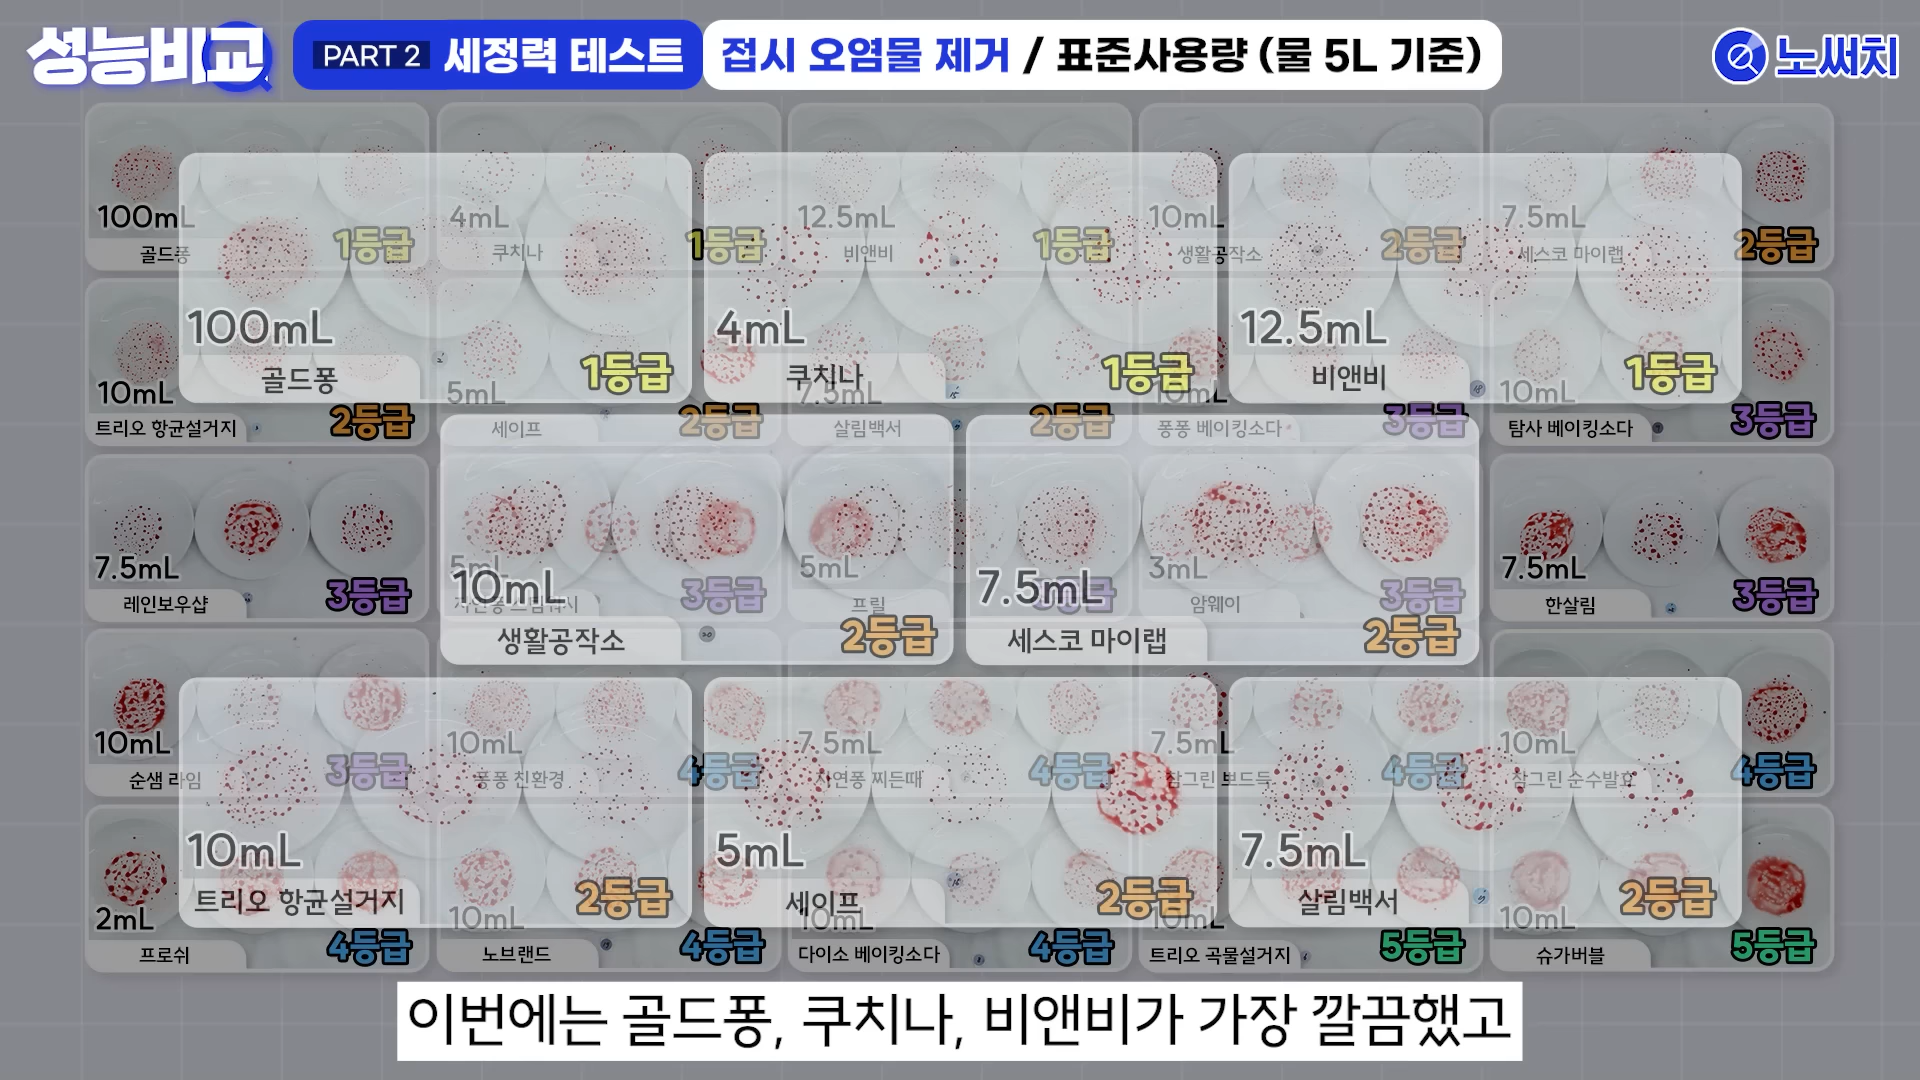 성능비교
PART 2 세정력 테스트
접시 오염물 제거 / 표준사용량 (물 5L 기준)
노써치
100mL
골드퐁
1등급
4mL
쿠치나
1등급
12.5mL
비앤비
1등급
10mL
생활공작소
2등급
7.5mL
세스코 마이랩
2등급
10mL
트리오 항균설거지
2등급
5mL
세이프
2등급
7.5mL
살림백서
2등급
100mL
골드퐁
1등급
4mL
쿠치나
1등급
12.5mL
비앤비
1등급
10mL
생활공작소
2등급
7.5mL
세스코 마이랩
2등급
10mL
트리오 항균설거지
2등급
5mL
세이프
2등급
7.5mL
살림백서
2등급
10mL
퐁퐁 베이킹소다
3등급
10mL
탐사 베이킹소다
3등급
7.5mL
레인보우샵
3등급
5mL
3등급
5mL
프릴
3등급
3mL
암웨이
3등급
7.5mL
한살림
3등급
10mL
순샘 라임
3등급
10mL
퐁퐁 친환경
4등급
7.5mL
자연퐁 찌든때
4등급
7.5mL
참그린 뽀드득
4등급
10mL
참그린 순수발효
4등급
2mL
프로쉬
4등급
10mL
노브랜드
4등급
10mL
다이소 베이킹소다
4등급
10mL
트리오 곡물설거지
5등급
10mL
슈가버블
5등급
이번에는 골드퐁, 쿠치나, 비앤비가 가장 깔끔했고